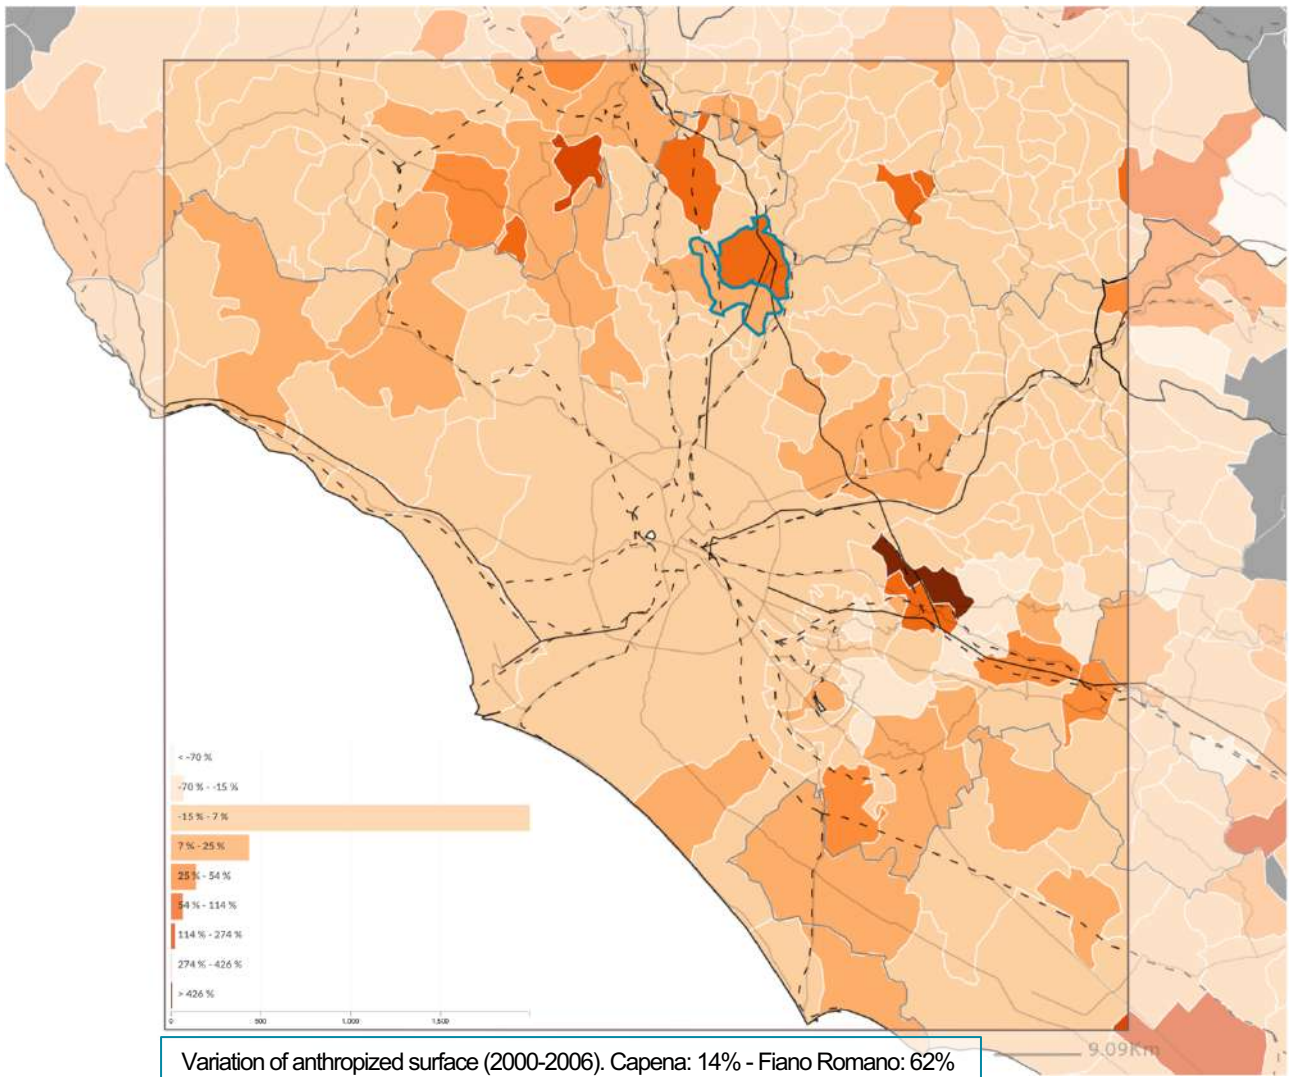 < -70 %
-70 % - -15 %
-15 % - 7 %
7 % - 25 %
25 % - 54 %
54 % - 114 %
114 % - 274 %
274 % - 426 %
> 426 %
0 500 1,000 1,500
9.09Km
Variation of anthropized surface (2000-2006). Capena: 14% - Fiano Romano: 62%